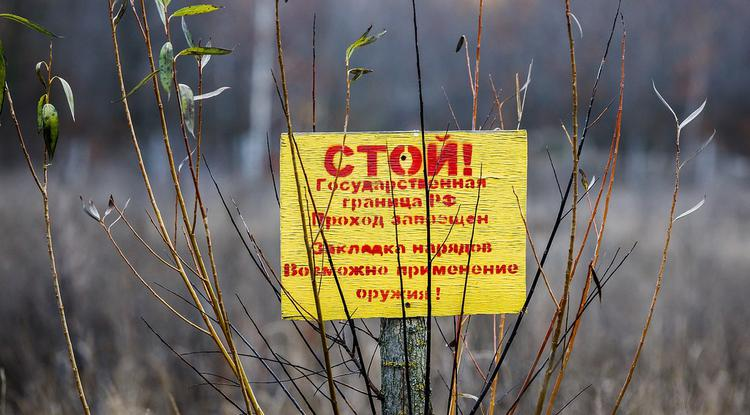 СТОЙ!
Государственная
граница РФ
Проход запрещен
Закладка нарядов
Возможно применение
оружия !